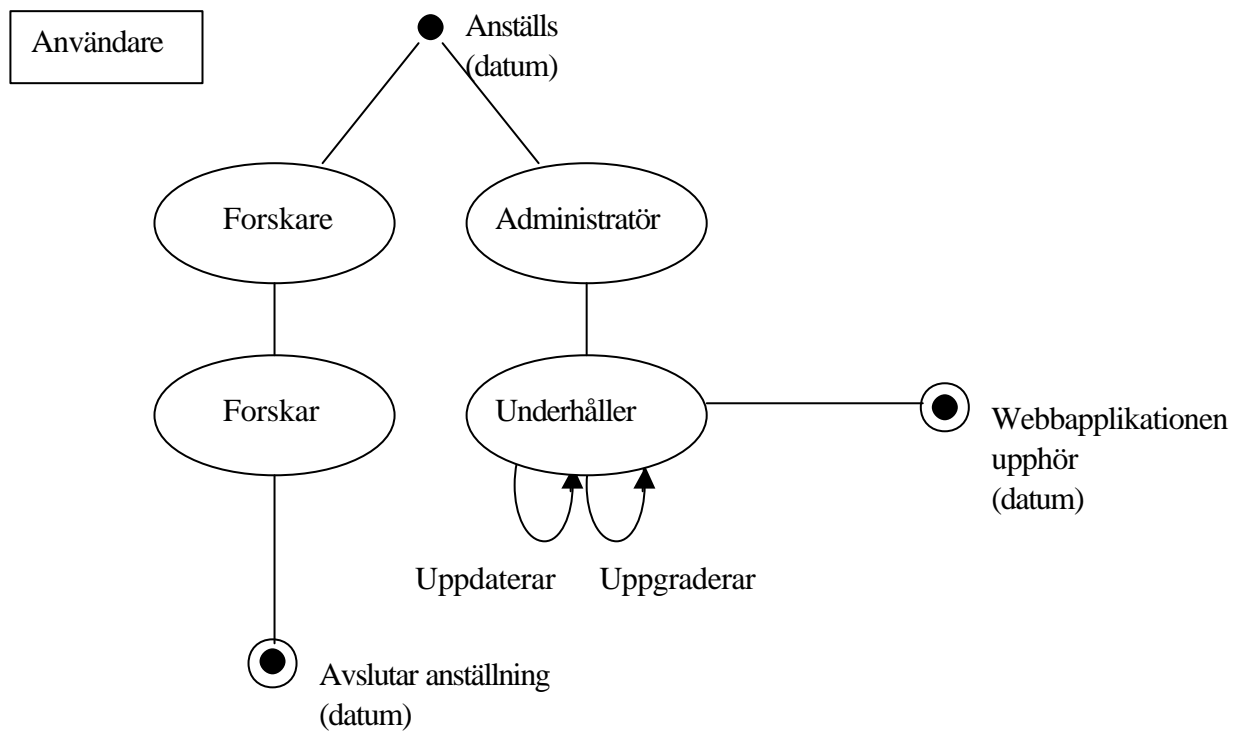 Användare
Anställs
(datum)
Forskare
Administratör
Forskar
Underhåller
Webbapplikationen
upphör
(datum)
Uppdaterar
Uppgraderar
Avslutar anställning
(datum)